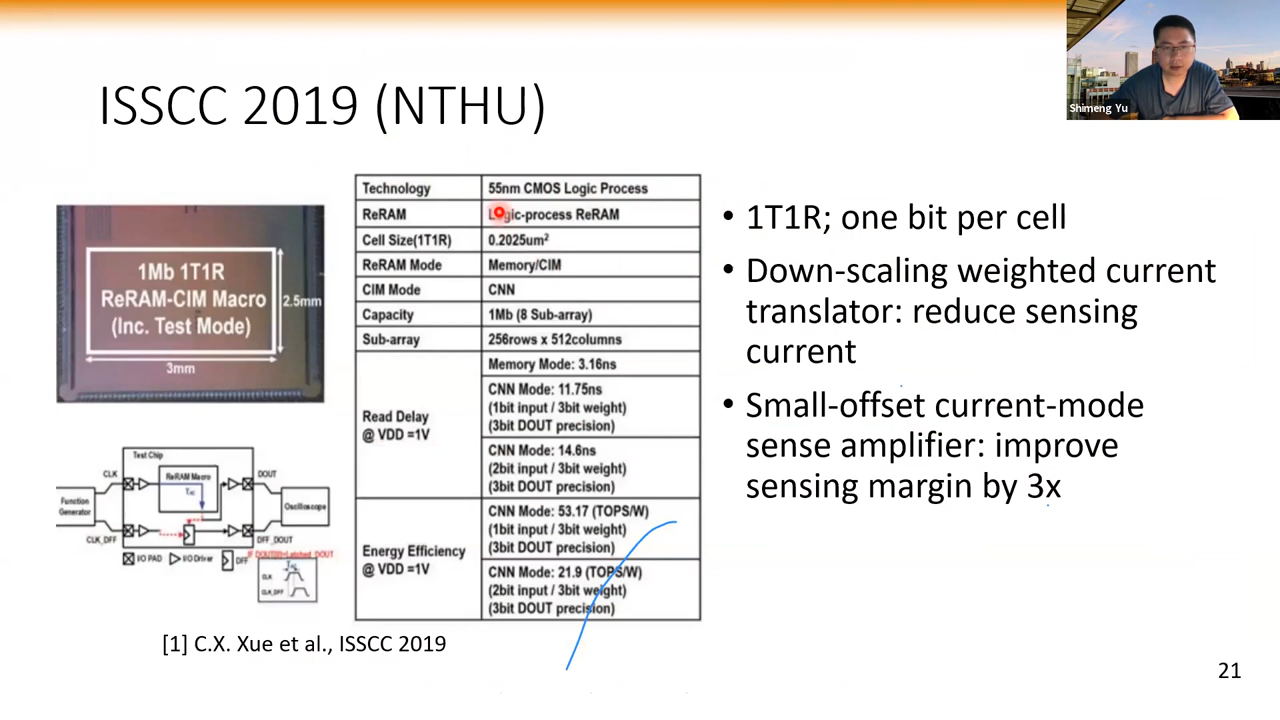 ISSCC 2019 (NTHU)
Shimeng Yu
1Mb 1T1R
ReRAM-CIM Macro
(Inc. Test Mode)
2.5mm
3mm
Test Chip
CLK
ReRAM Macro
DOUT
Function
Generator
Oscilloscope
CLK_DFF
DFF_DOUT
I/O PAD
I/O Driver
DFF
CLK
CLK_DFF
Technology 55nm CMOS Logic Process
ReRAM Logic-process ReRAM
Cell Size(1T1R) 0.2025um²
ReRAM Mode Memory/CIM
CIM Mode CNN
Capacity 1Mb (8 Sub-array)
Sub-array 256rows x 512columns
Read Delay
@ VDD =1V
Memory Mode: 3.16ns
CNN Mode: 11.75ns
(1bit input / 3bit weight)
(3bit DOUT precision)
CNN Mode: 14.6ns
(2bit input / 3bit weight)
(3bit DOUT precision)
Energy Efficiency
@ VDD =1V
CNN Mode: 53.17 (TOPS/W)
(1bit input / 3bit weight)
(3bit DOUT precision)
CNN Mode: 21.9 (TOPS/W)
(2bit input / 3bit weight)
(3bit DOUT precision)
• 1T1R; one bit per cell
• Down-scaling weighted current
translator: reduce sensing
current
• Small-offset current-mode
sense amplifier: improve
sensing margin by 3x
[1] C.X. Xue et al., ISSCC 2019
21